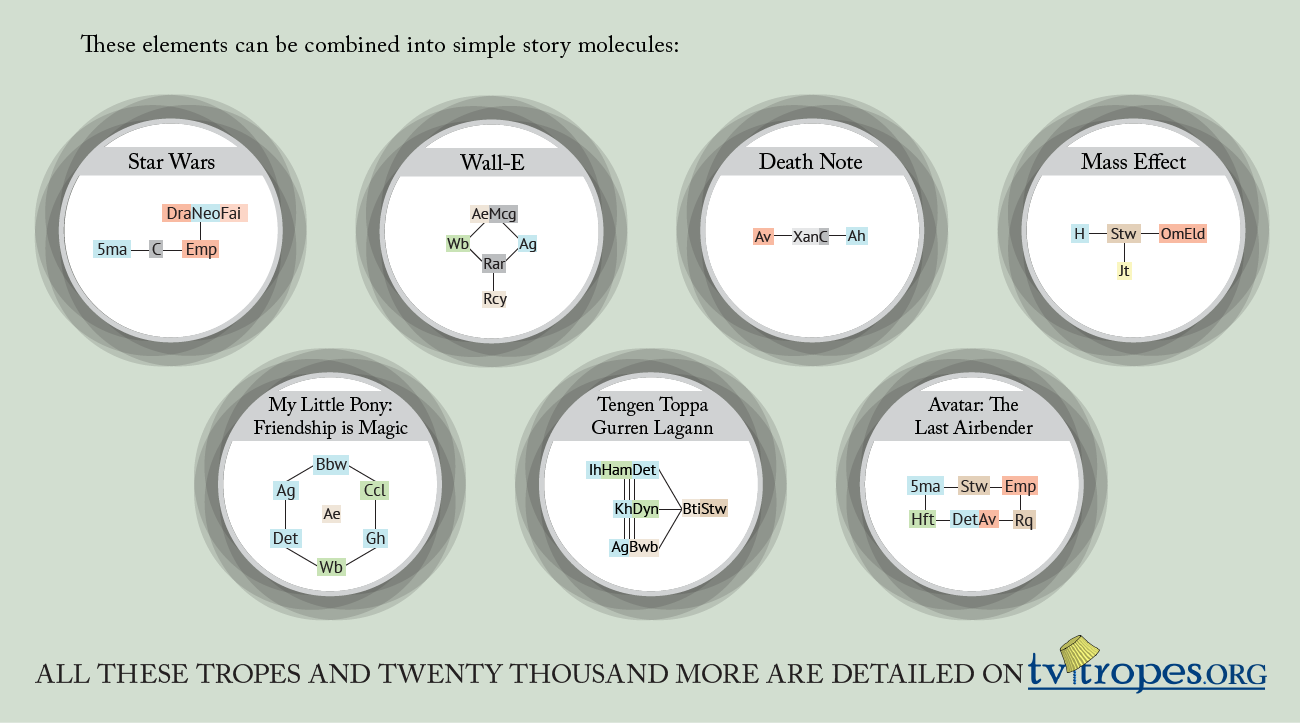 These elements can be combined into simple story molecules:
Star Wars
DraNeoFai
5ma C Emp
Wall-E
AeMcg
Wb Ag
Rar
Rcy
Death Note
Av XanC Ah
Mass Effect
H Stw OmEld
Jt
My Little Pony:
Friendship is Magic
Bbw
Ag Ccl
Ae
Det Gh
Wb
Tengen Toppa
Gurren Lagann
IhHamDet
KhDyn BtiStw
AgBwb
Avatar: The
Last Airbender
5ma Stw Emp
Hft DetAv Rq
ALL THESE TROPES AND TWENTY THOUSAND MORE ARE DETAILED ON tvtropes.ORG